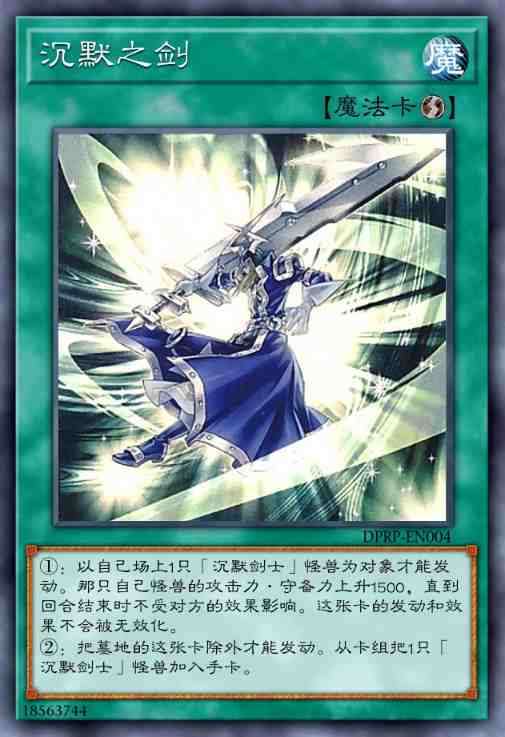 沉默之剑
魔
【魔法卡】
DPRP-EN004
①：以自己场上1只「沉默剑士」怪兽为对象才能发
动。那只自己怪兽的攻击力·守备力上升1500，直到
回合结束时不受对方的效果影响。这张卡的发动和效
果不会被无效化。
②：把墓地的这张卡除外才能发动。从卡组把1只「
沉默剑士」怪兽加入手卡。
18563744